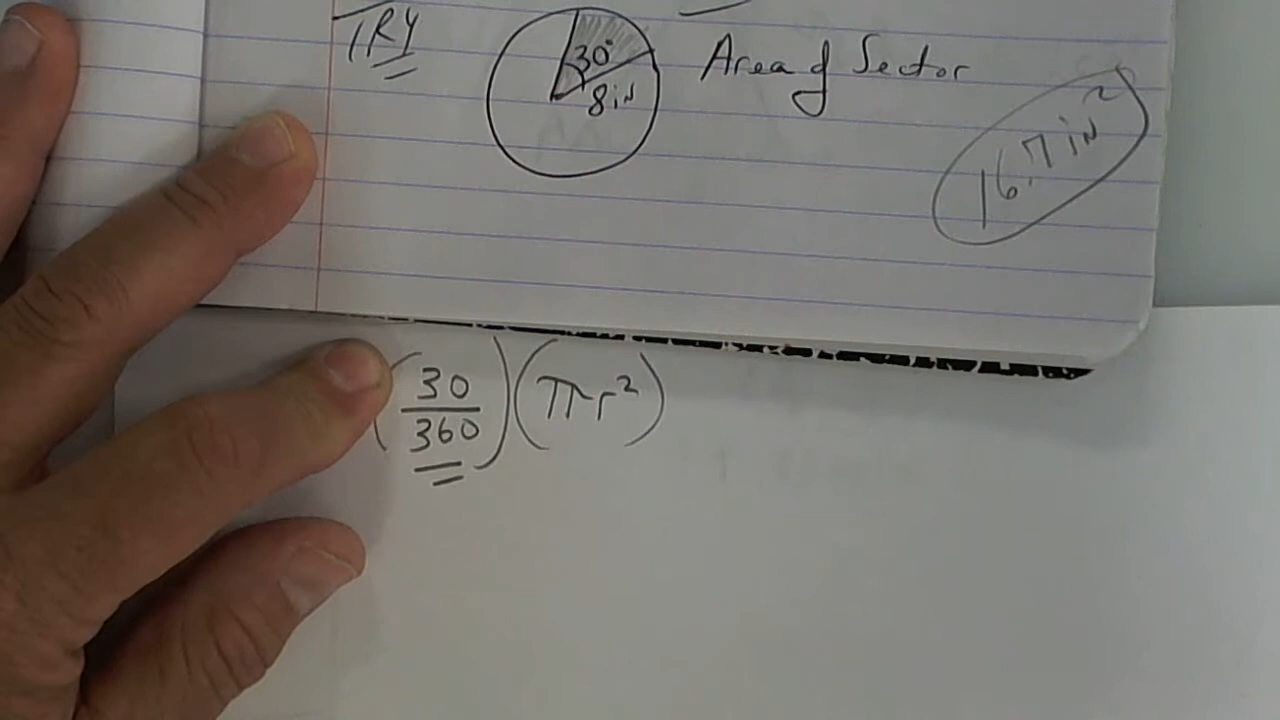 TRY
30°
8in
Area of Sector
16.7 in²
(30/360)(πr²)